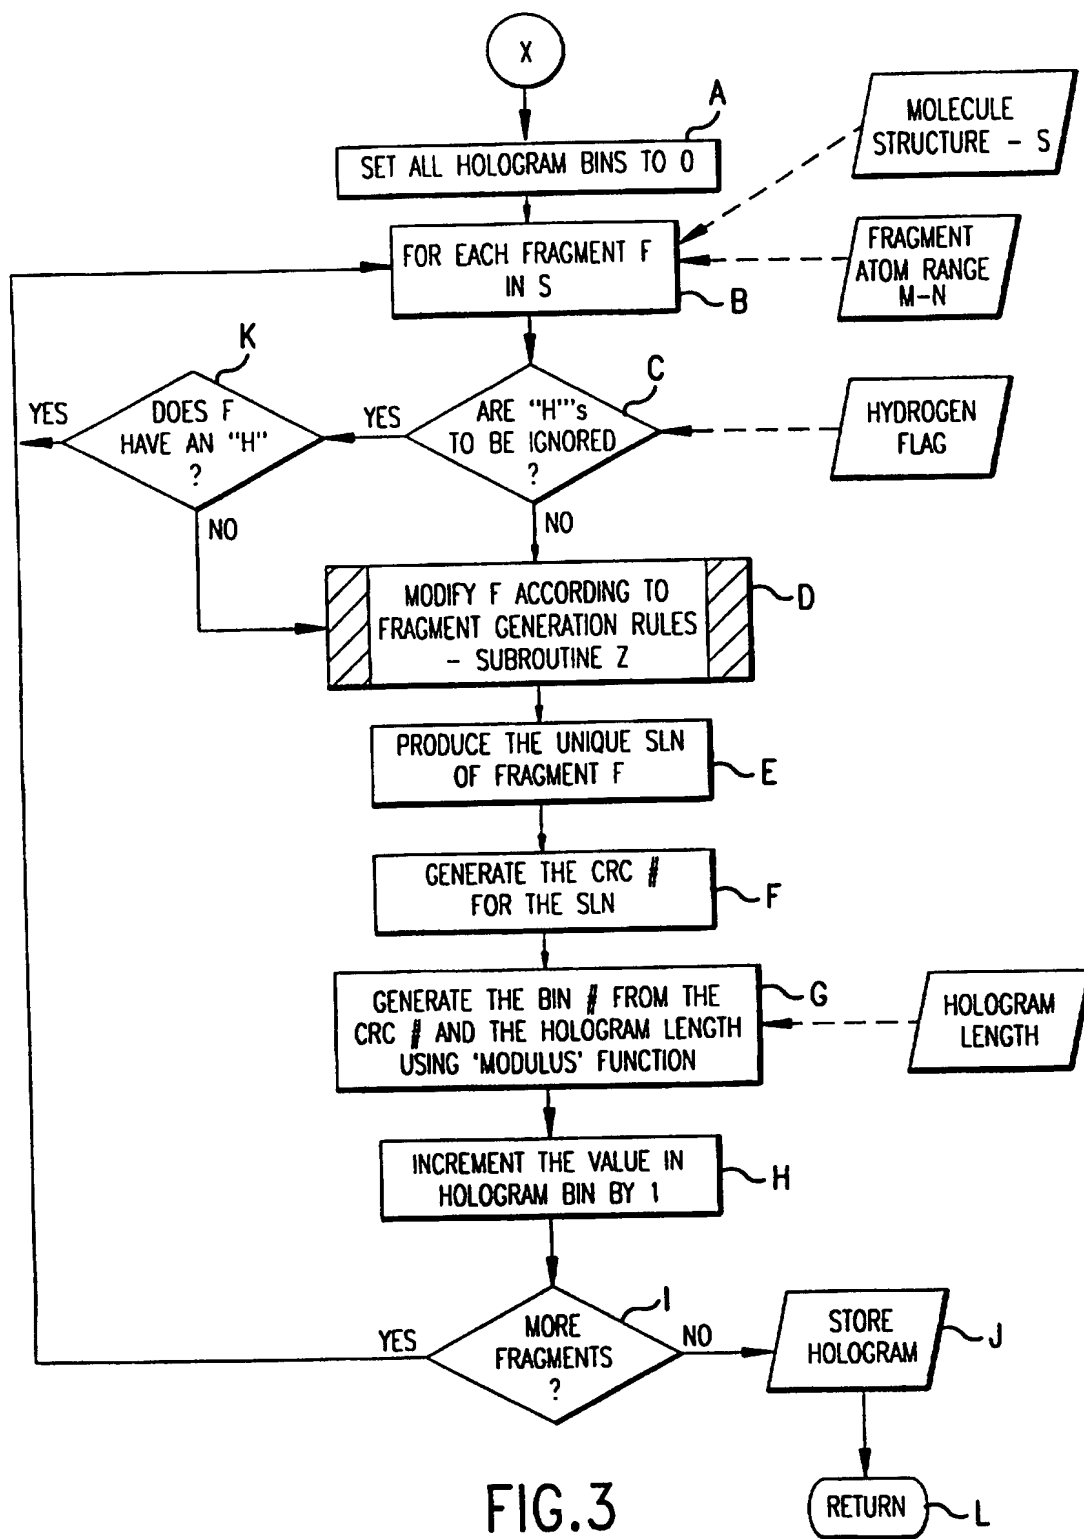 X
A
SET ALL HOLOGRAM BINS TO 0
MOLECULE
STRUCTURE - S
FOR EACH FRAGMENT F
IN S
B
FRAGMENT
ATOM RANGE
M-N
K
DOES F
HAVE AN "H"
?
YES
NO
C
ARE "H"'s
TO BE IGNORED
?
YES
NO
HYDROGEN
FLAG
MODIFY F ACCORDING TO
FRAGMENT GENERATION RULES
- SUBROUTINE Z
D
PRODUCE THE UNIQUE SLN
OF FRAGMENT F
E
GENERATE THE CRC #
FOR THE SLN
F
GENERATE THE BIN # FROM THE
CRC # AND THE HOLOGRAM LENGTH
USING 'MODULUS' FUNCTION
G
HOLOGRAM
LENGTH
INCREMENT THE VALUE IN
HOLOGRAM BIN BY 1
H
MORE
FRAGMENTS
?
I
YES
NO
STORE
HOLOGRAM
J
RETURN
L
FIG.3